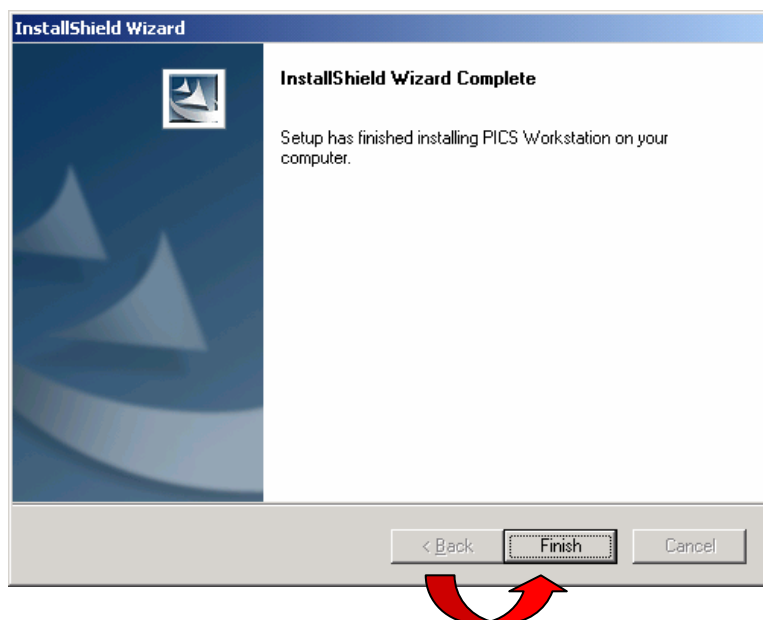 InstallShield Wizard
InstallShield Wizard Complete
Setup has finished installing PICS Workstation on your
computer.
< Back Finish Cancel